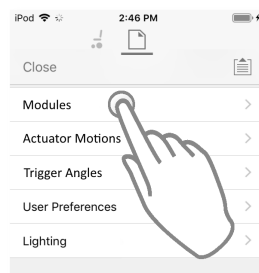 iPod 2:46 PM
Close
Modules
Actuator Motions
Trigger Angles
User Preferences
Lighting